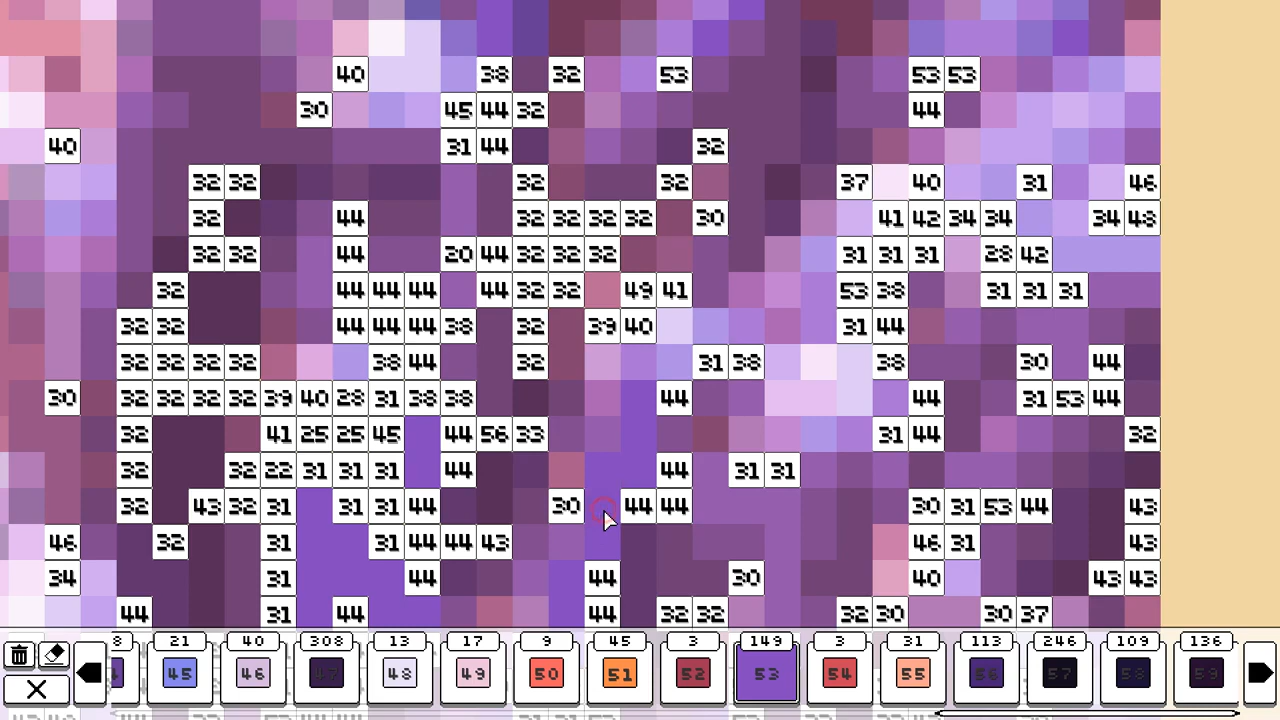 40 38 32 53 53 53
30 45 44 32 44
40 31 44 32
32 32 32 32 37 40 31 46
32 44 32 32 32 32 30 41 42 34 34 34 48
32 32 44 20 44 32 32 32 31 31 31 28 42
32 44 44 44 44 32 32 49 41 53 38 31 31 31
32 32 44 44 44 38 32 39 40 31 44
32 32 32 32 38 44 32 31 38 38 30 44
30 32 32 32 32 39 40 28 31 38 38 44 44 31 53 44
32 41 25 25 45 44 56 33 31 44 32
32 32 22 31 31 31 44 44 31 31
32 43 32 31 31 31 44 30 44 44 30 31 53 44 43
46 32 31 31 44 44 43 46 31 43
34 31 44 44 30 40 43 43
44 31 44 44 32 32 32 30 30 37
8 21 40 308 13 17 9 45 3 149 3 31 113 246 109 136
45 46 47 48 49 50 51 52 53 54 55 56 57 58 59